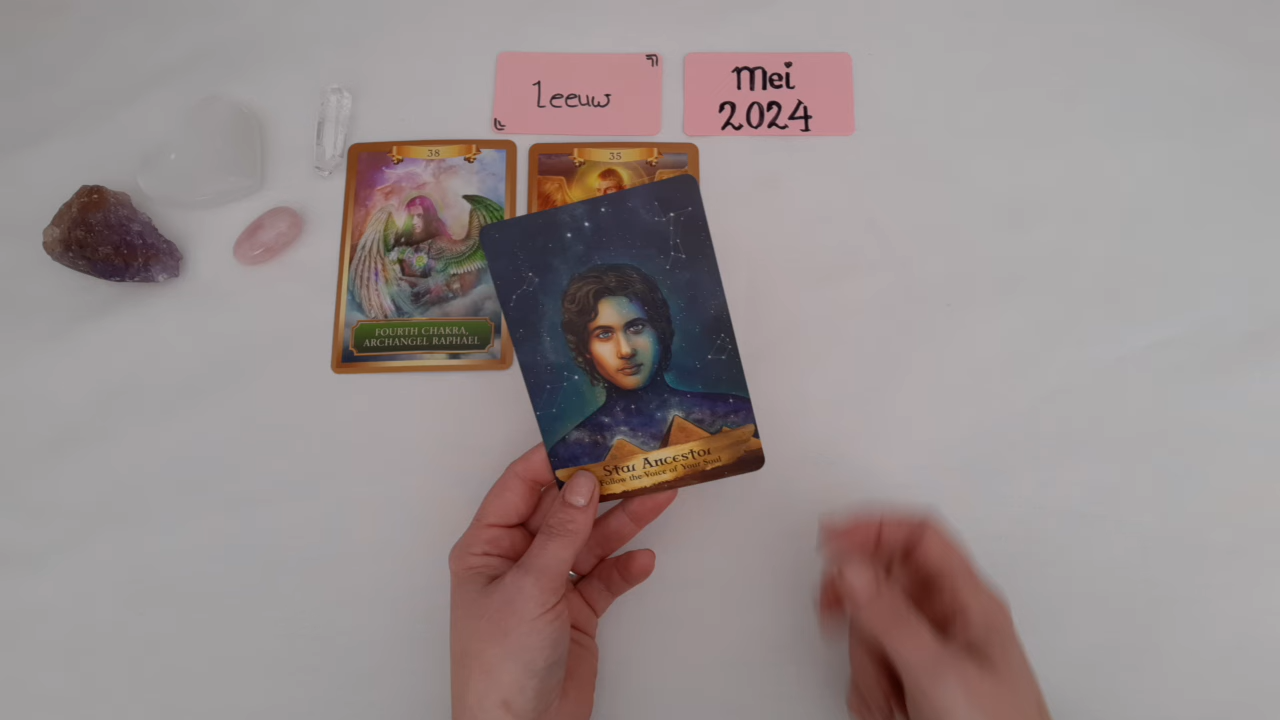 leeuw
Mei
2024
38
35
FOURTH CHAKRA,
ARCHANGEL RAPHAEL
Star Ancestor
Follow the Voice of Your Soul